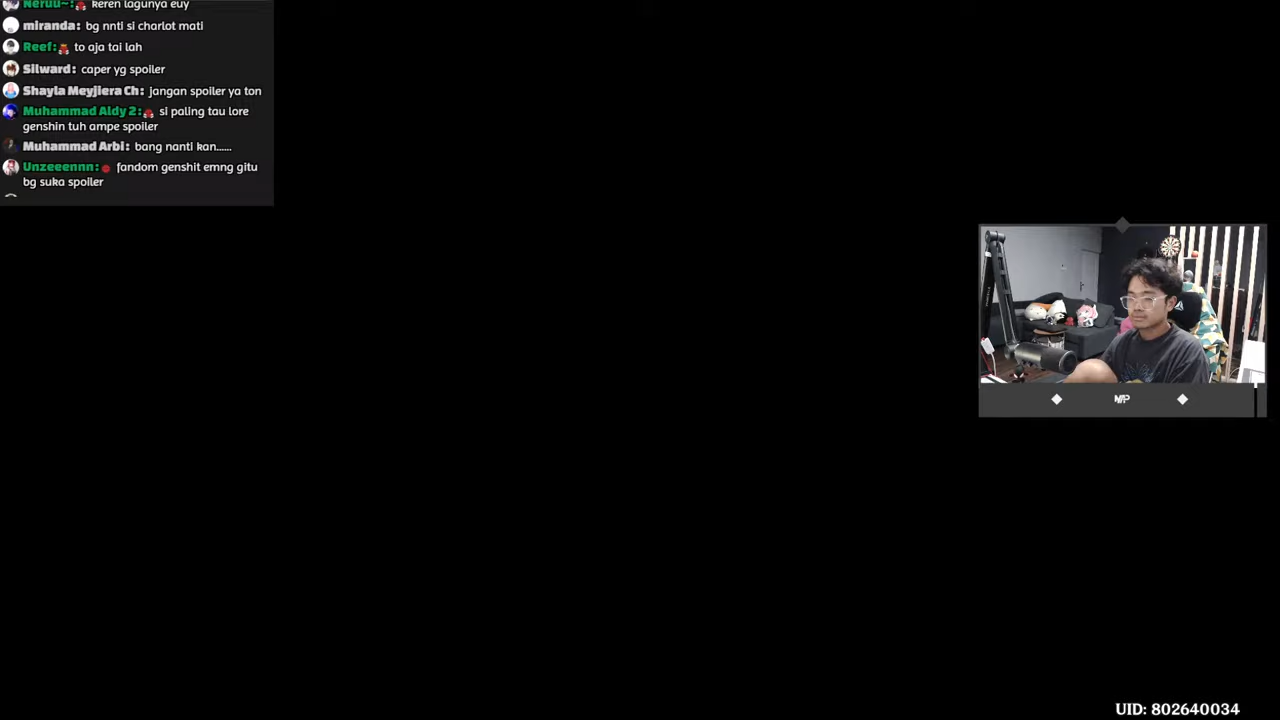 Neruu~: keren lagunya euy
miranda: bg nnti si charlot mati
Reef: to aja tai lah
Silward: caper yg spoiler
Shayla Meyjiera Ch: jangan spoiler ya ton
Muhammad Aldy 2: si paling tau lore
genshin tuh ampe spoiler
Muhammad Arbi: bang nanti kan......
Unzeeennn: fandom genshit emng gitu
bg suka spoiler
UID: 802640034